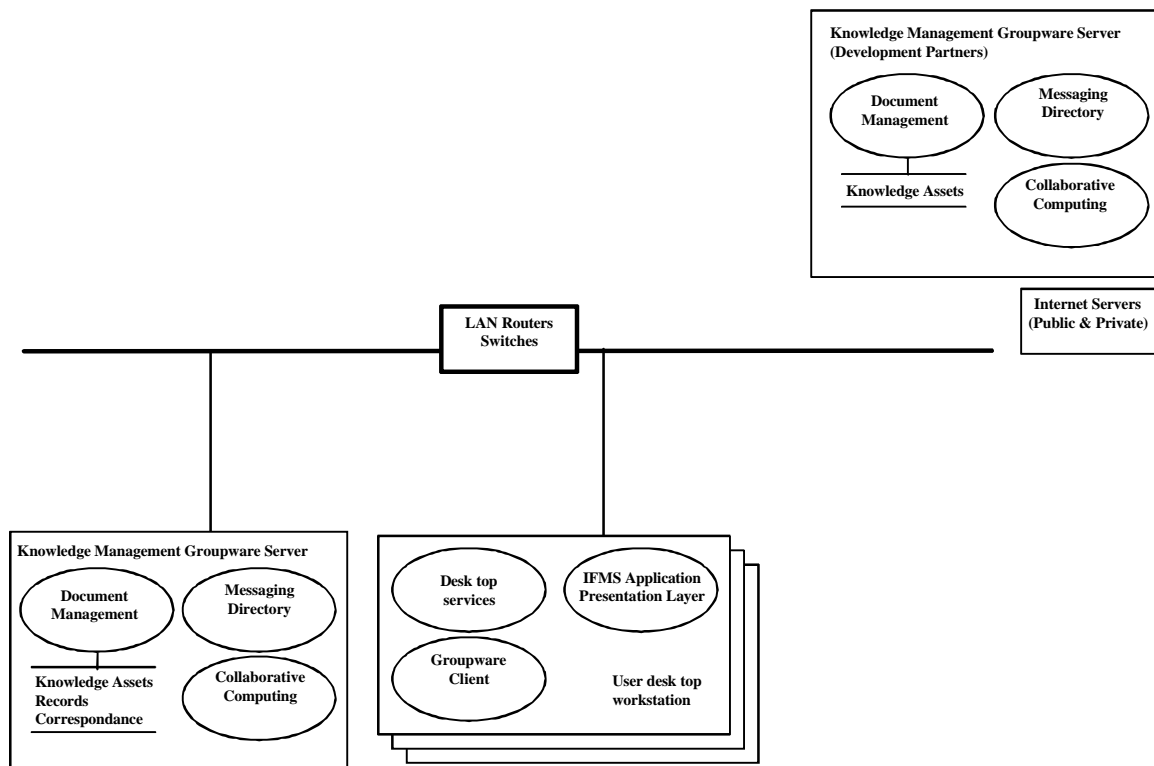 Knowledge Management Groupware Server
(Development Partners)
Document
Management
Messaging
Directory
Knowledge Assets
Collaborative
Computing
Internet Servers
(Public & Private)
LAN Routers
Switches
Knowledge Management Groupware Server
Document
Management
Messaging
Directory
Knowledge Assets
Records
Correspondance
Collaborative
Computing
Desk top
services
IFMS Application
Presentation Layer
Groupware
Client
User desk top
workstation